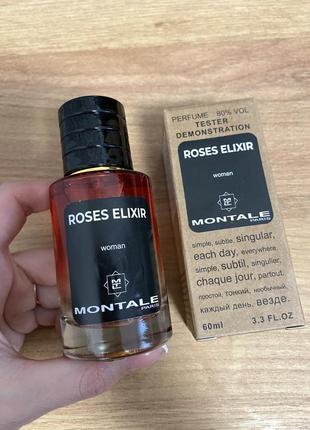 ROSES ELIXIR
woman
MONTALE
PARIS
PERFUME 80% VOL
TESTER
DEMONSTRATION
ROSES ELIXIR
woman
MONTALE
PARIS
simple, subtle, singular,
each day, everywhere.
simple, subtil, singulier,
chaque jour, partout.
простой, тонкий, необычный,
каждый день, везде.
60ml 3.3 FL.OZ